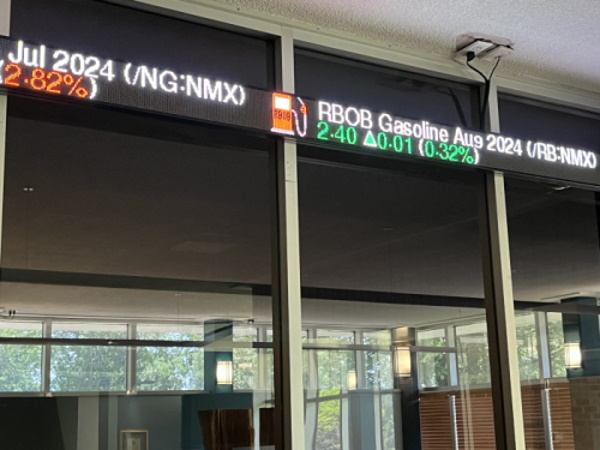 Jul 2024 (/NG:NMX)
2.82%)
RBOB Gasoline Aug 2024 (/RB:NMX)
2.40 ▲0.01 (0.32%)